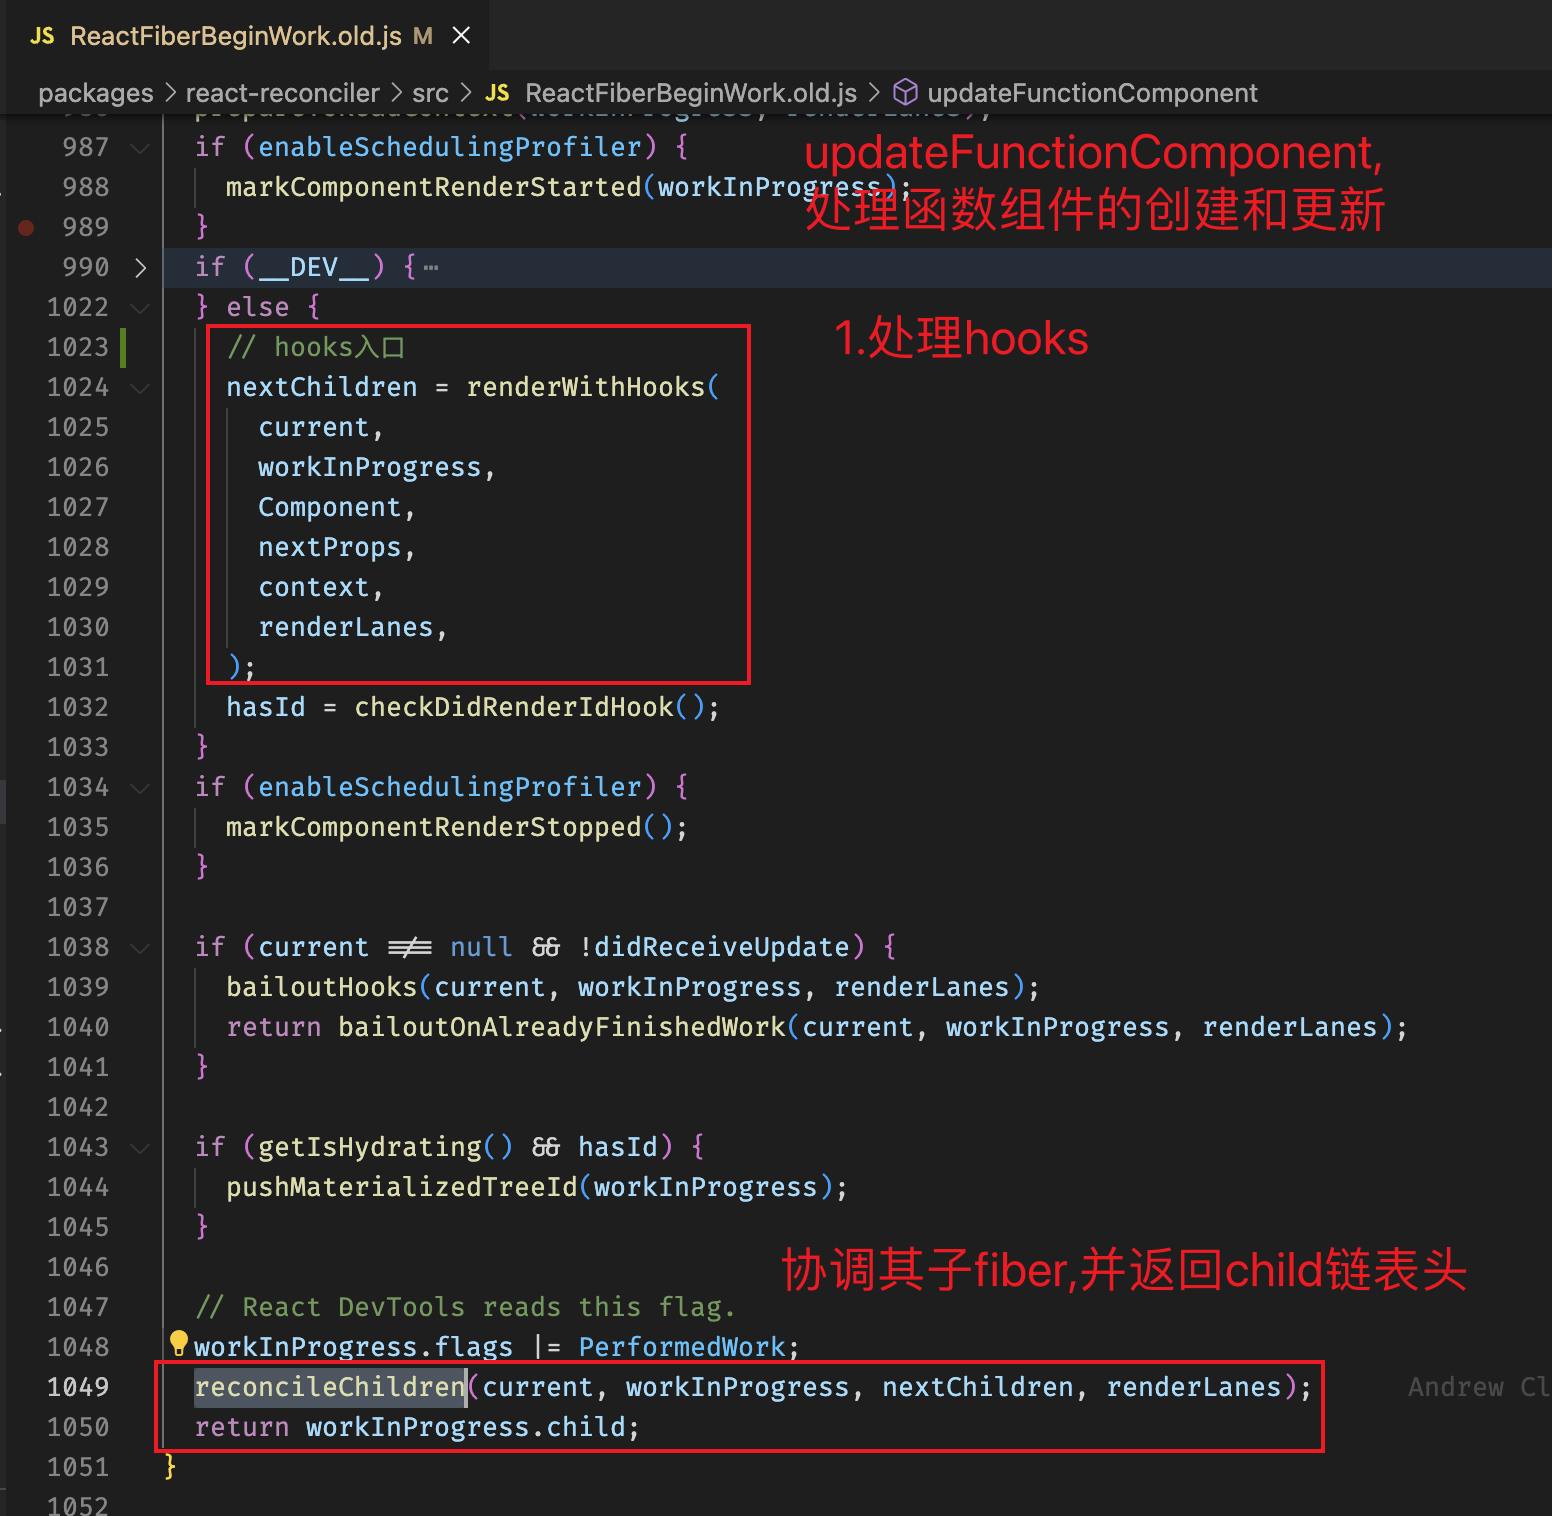 JS ReactFiberBeginWork.old.js M ×
packages > react-reconciler > src > JS ReactFiberBeginWork.old.js > updateFunctionComponent
987 if (enableSchedulingProfiler) {
updateFunctionComponent,
988 markComponentRenderStarted(workInProgress);
处理函数组件的创建和更新
989 }
990 if (__DEV__) { ⋯
1022 } else {
1.处理hooks
1023 // hooks入口
1024 nextChildren = renderWithHooks(
1025 current,
1026 workInProgress,
1027 Component,
1028 nextProps,
1029 context,
1030 renderLanes,
1031 );
1032 hasId = checkDidRenderIdHook();
1033 }
1034 if (enableSchedulingProfiler) {
1035 markComponentRenderStopped();
1036 }
1037
1038 if (current !== null && !didReceiveUpdate) {
1039 bailoutHooks(current, workInProgress, renderLanes);
1040 return bailoutOnAlreadyFinishedWork(current, workInProgress, renderLanes);
1041 }
1042
1043 if (getIsHydrating() && hasId) {
1044 pushMaterializedTreeId(workInProgress);
1045 }
1046
协调其子fiber,并返回child链表头
1047 // React DevTools reads this flag.
1048 workInProgress.flags |= PerformedWork;
1049 reconcileChildren(current, workInProgress, nextChildren, renderLanes); Andrew Cl
1050 return workInProgress.child;
1051 }
1052